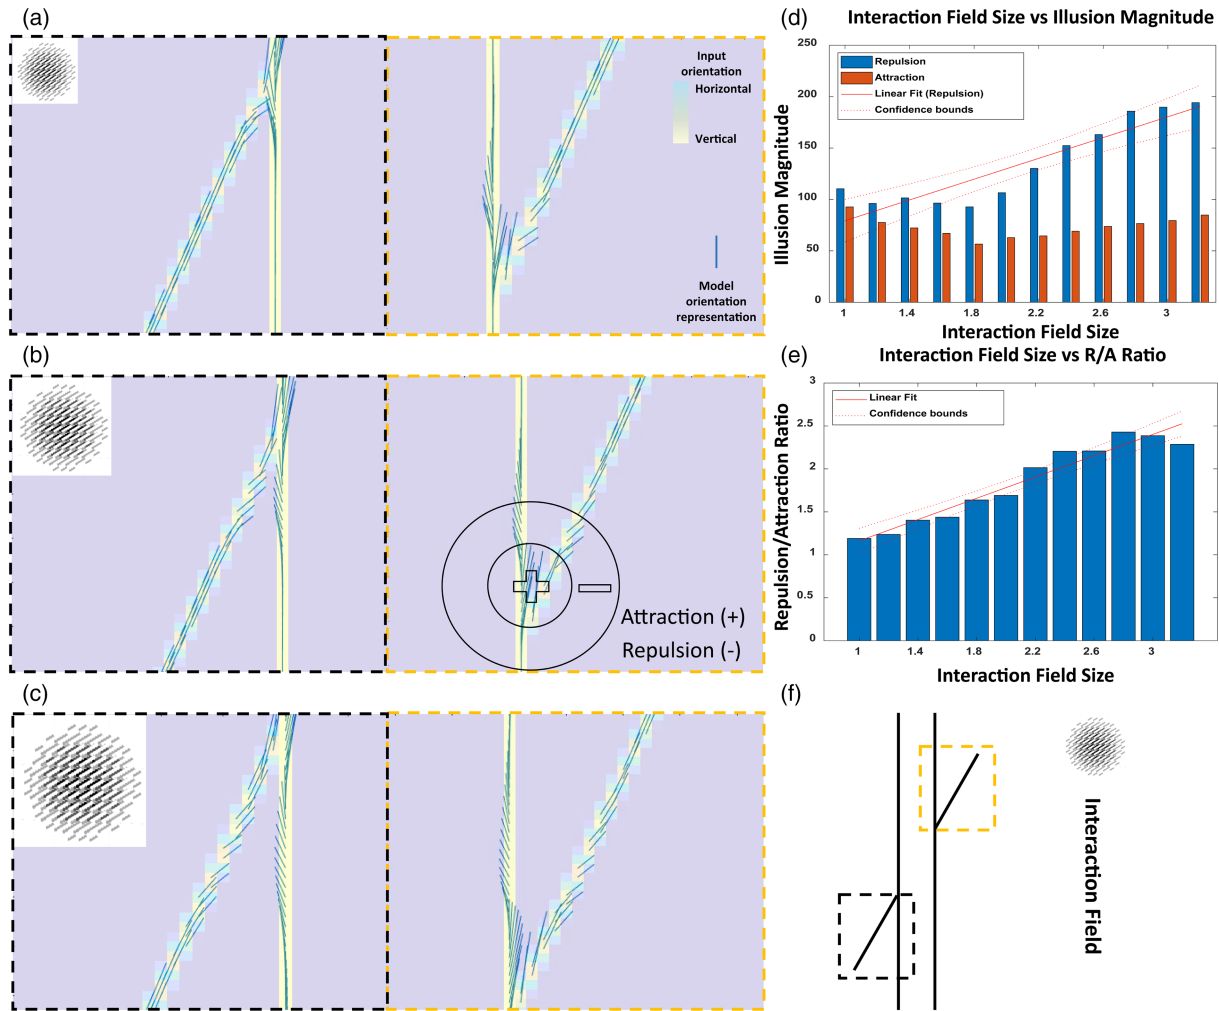 (a)
Input
orientation
Horizontal
Vertical
Model
orientation
representation
(b)
Attraction (+)
Repulsion (-)
(c)
(d)
Interaction Field Size vs Illusion Magnitude
Illusion Magnitude
250
200
150
100
50
0
Repulsion
Attraction
Linear Fit (Repulsion)
Confidence bounds
1 1.4 1.8 2.2 2.6 3
Interaction Field Size
(e)
Interaction Field Size vs R/A Ratio
Repulsion/Attraction Ratio
3
2.5
2
1.5
1
0.5
0
Linear Fit
Confidence bounds
1 1.4 1.8 2.2 2.6 3
Interaction Field Size
(f)
Interaction Field